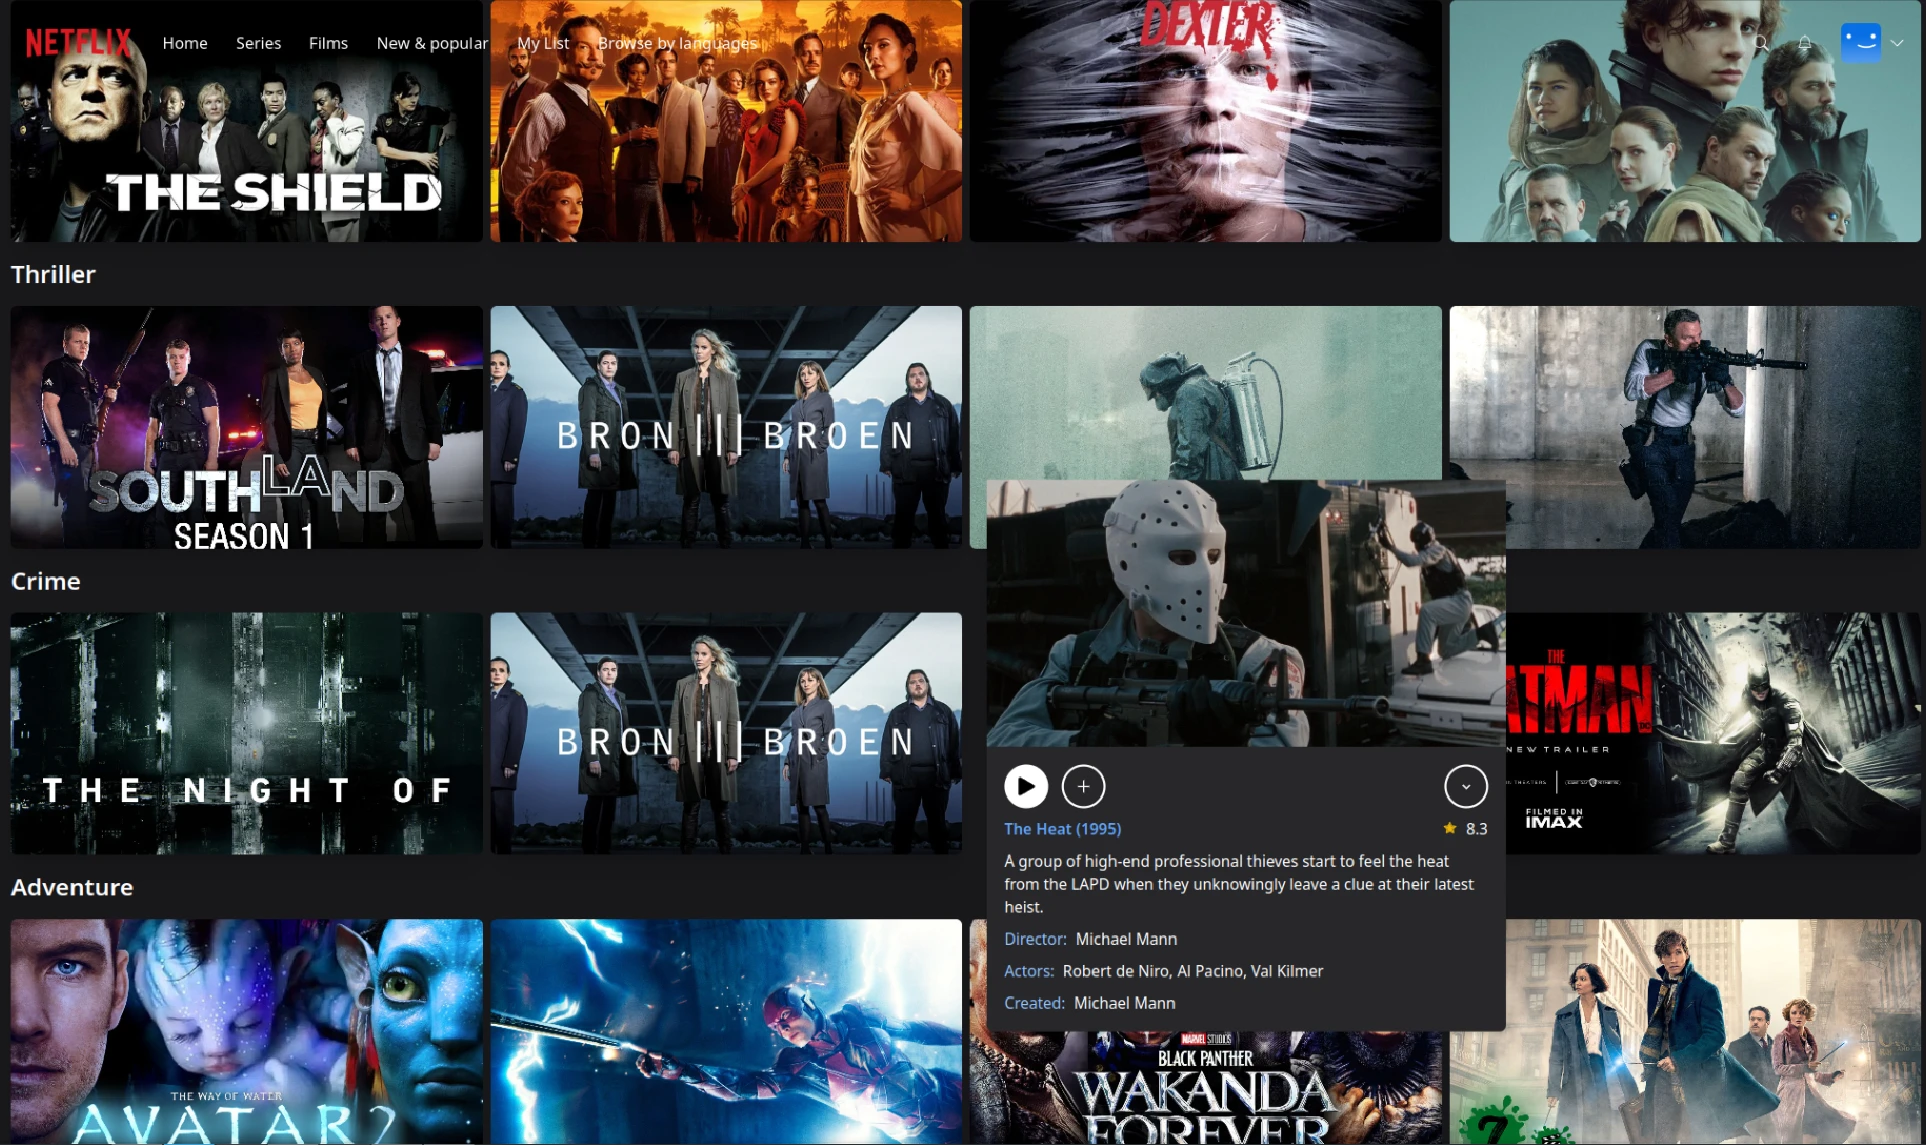 NETFLIX
Home
Series
Films
New & popular
My List
Browse by languages
DEXTER
THE SHIELD
Thriller
BRON ||| BROEN
SOUTHLAND
SEASON 1
Crime
THE
ATMAN
NEW TRAILER
BRON ||| BROEN
THE NIGHT OF
FILMED IN
IMAX
The Heat (1995)
8.3
A group of high-end professional thieves start to feel the heat
from the LAPD when they unknowingly leave a clue at their latest
heist.
Adventure
Director: Michael Mann
Actors: Robert de Niro, Al Pacino, Val Kilmer
Created: Michael Mann
MARVEL STUDIOS
BLACK PANTHER
WAKANDA
FOREVER
THE WAY OF WATER
AVATAR 2
7